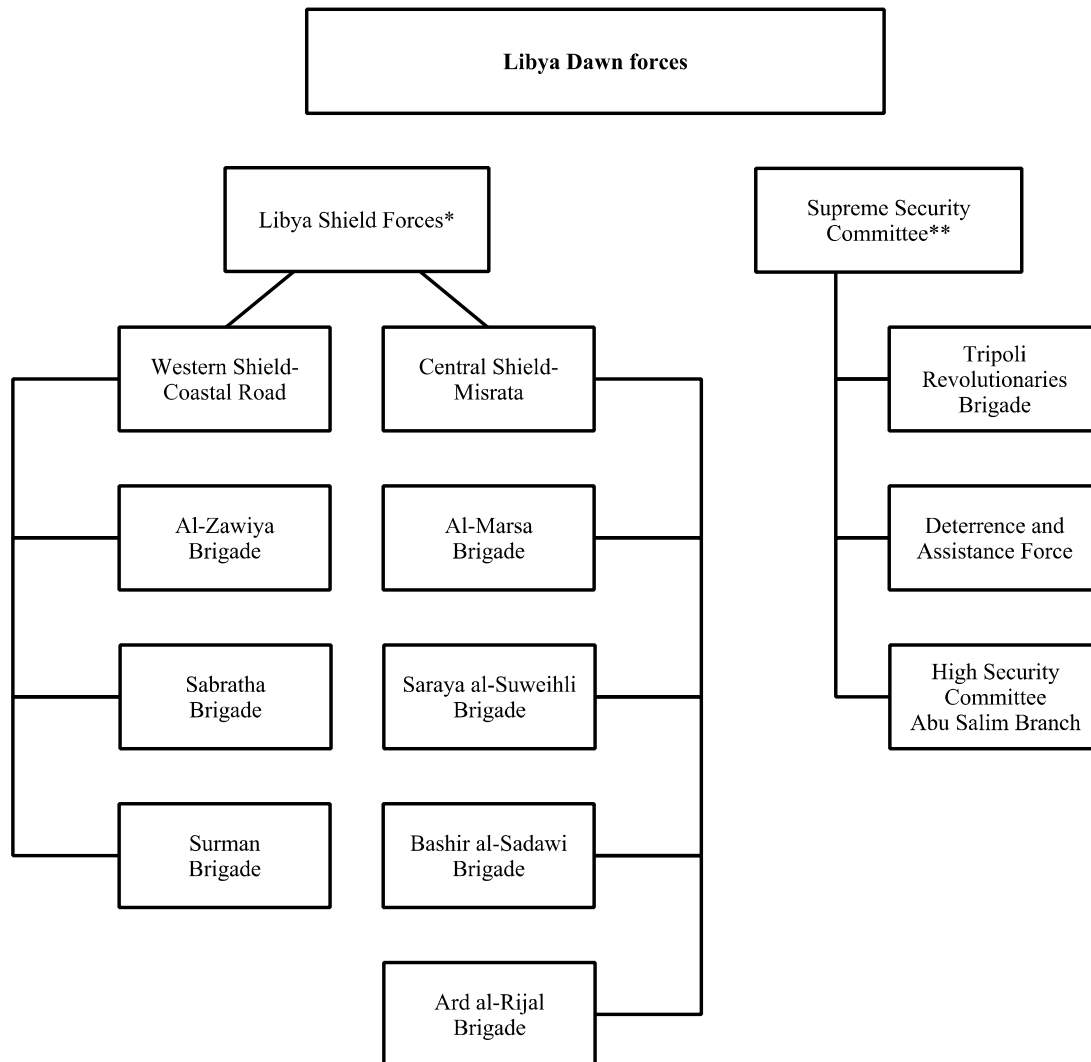 Libya Dawn forces
Libya Shield Forces*
Supreme Security
Committee**
Western Shield-
Coastal Road
Central Shield-
Misrata
Tripoli
Revolutionaries
Brigade
Al-Zawiya
Brigade
Al-Marsa
Brigade
Deterrence and
Assistance Force
Sabratha
Brigade
Saraya al-Suweihli
Brigade
High Security
Committee
Abu Salim Branch
Surman
Brigade
Bashir al-Sadawi
Brigade
Ard al-Rijal
Brigade